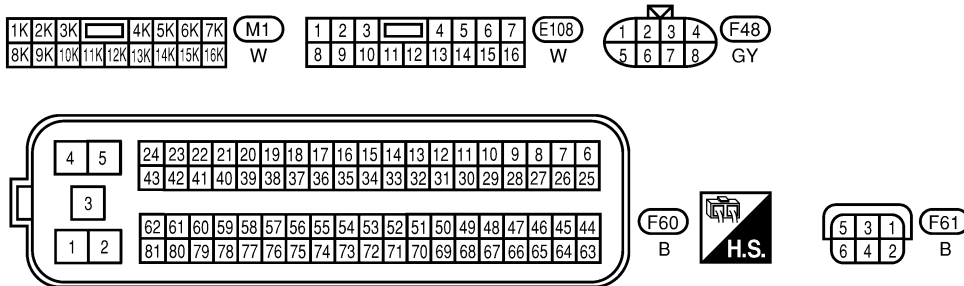 1K 2K 3K 4K 5K 6K 7K
8K 9K 10K 11K 12K 13K 14K 15K 16K
M1
W
1 2 3 4 5 6 7
8 9 10 11 12 13 14 15 16
E108
W
1 2 3 4
5 6 7 8
F48
GY
4 5
3
1 2
24 23 22 21 20 19 18 17 16 15 14 13 12 11 10 9 8 7 6
43 42 41 40 39 38 37 36 35 34 33 32 31 30 29 28 27 26 25
62 61 60 59 58 57 56 55 54 53 52 51 50 49 48 47 46 45 44
81 80 79 78 77 76 75 74 73 72 71 70 69 68 67 66 65 64 63
F60
B
H.S.
5 3 1
6 4 2
F61
B